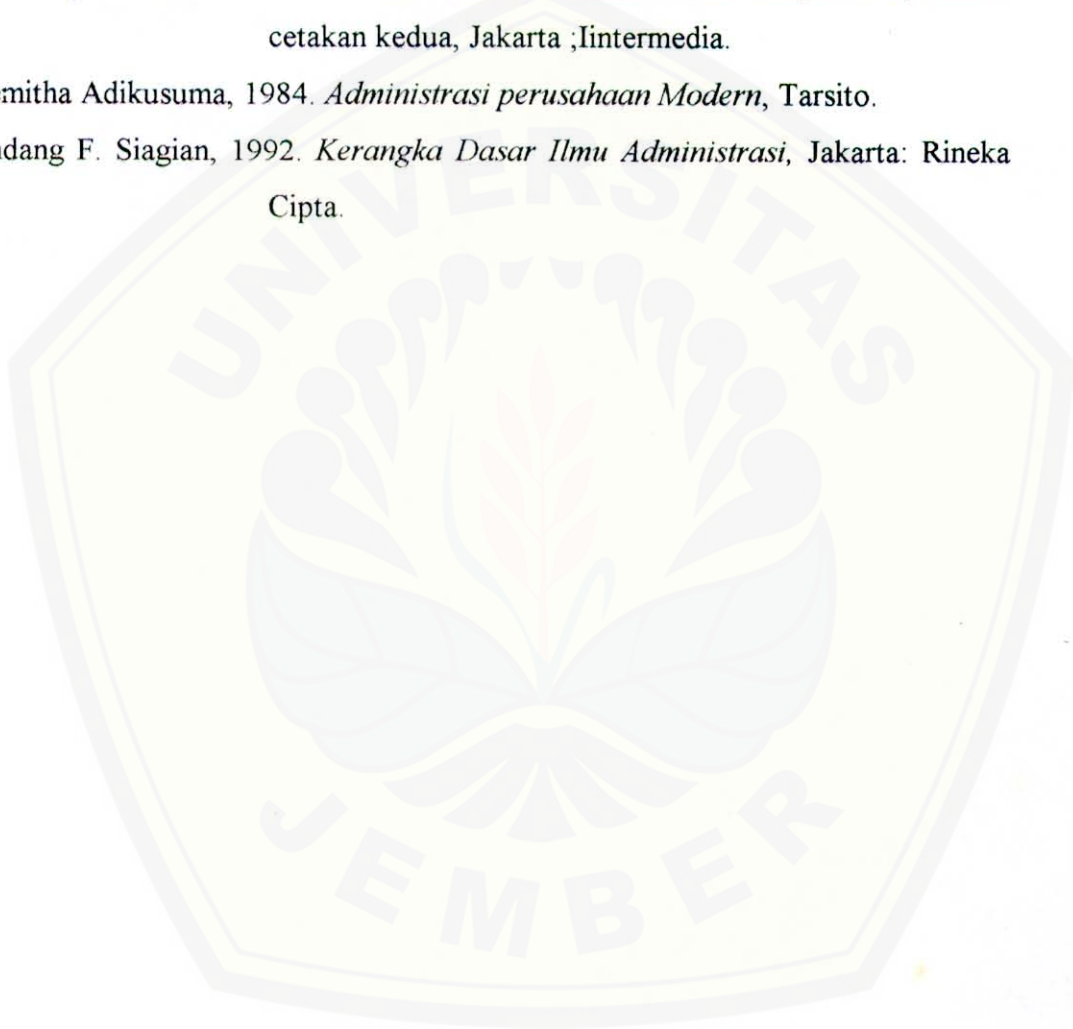 cetakan kedua, Jakarta ;Iintermedia.
mitha Adikusuma, 1984. Administrasi perusahaan Modern, Tarsito.
dang F. Siagian, 1992. Kerangka Dasar Ilmu Administrasi, Jakarta: Rineka
Cipta.
UNIVERSITAS
JEMBER